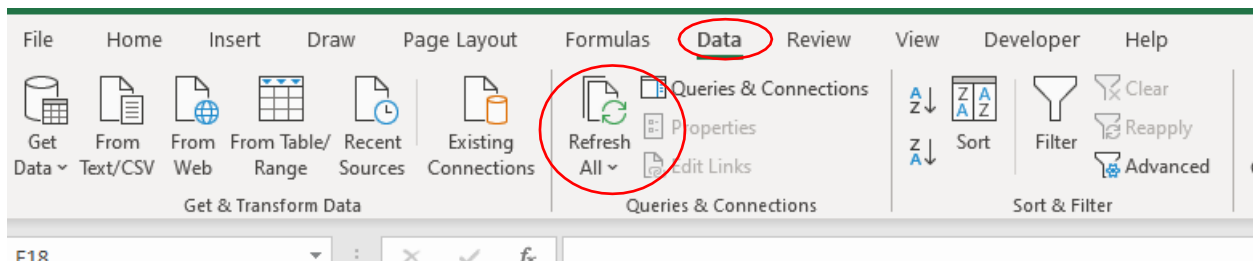 File Home Insert Draw Page Layout Formulas Data Review View Developer Help
Get Data From Text/CSV From Web From Table/ Range Recent Sources Existing Connections
Refresh All
Queries & Connections
Properties
Edit Links
A Z
Z A
Z A A Z
Sort
Filter
Clear
Reapply
Advanced
Get & Transform Data Queries & Connections Sort & Filter
F18 fx